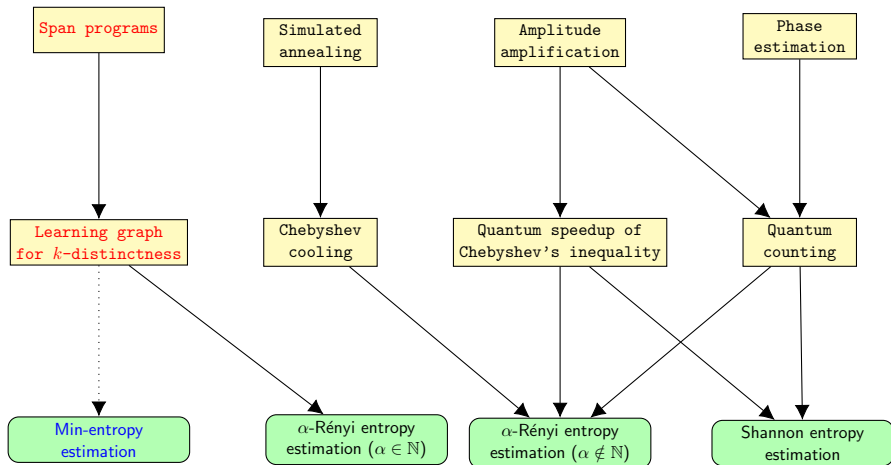 Span programs
Simulated
annealing
Amplitude
amplification
Phase
estimation
Learning graph
for k-distinctness
Chebyshev
cooling
Quantum speedup of
Chebyshev's inequality
Quantum
counting
Min-entropy
estimation
α-Rényi entropy
estimation (α ∈ ℕ)
α-Rényi entropy
estimation (α ∉ ℕ)
Shannon entropy
estimation